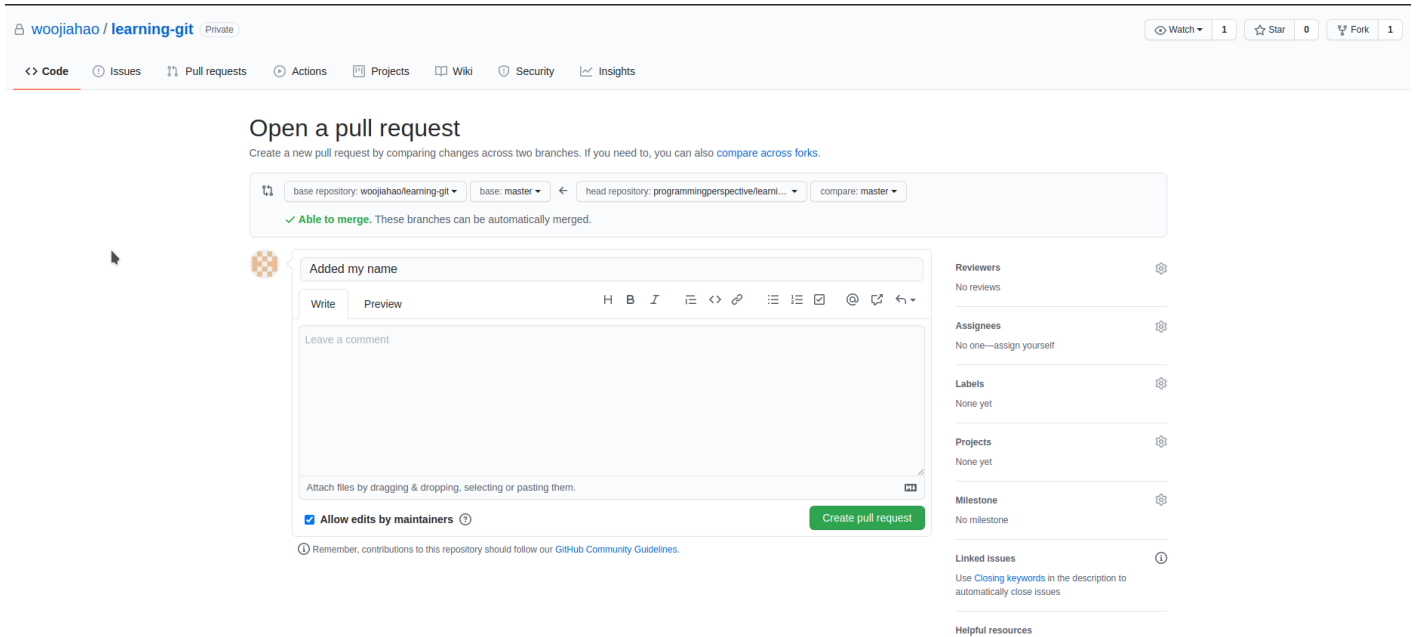 woojiahao / learning-git Private
Watch 1 Star 0 Fork 1
Code Issues Pull requests Actions Projects Wiki Security Insights
Open a pull request
Create a new pull request by comparing changes across two branches. If you need to, you can also compare across forks.
base repository: woojiahao/learning-git base: master ← head repository: programmingperspective/learni... compare: master
Able to merge. These branches can be automatically merged.
Added my name
Write Preview
Leave a comment
Attach files by dragging & dropping, selecting or pasting them.
Allow edits by maintainers
Create pull request
Remember, contributions to this repository should follow our GitHub Community Guidelines.
Reviewers
No reviews
Assignees
No one—assign yourself
Labels
None yet
Projects
None yet
Milestone
No milestone
Linked issues
Use Closing keywords in the description to
automatically close issues
Helpful resources